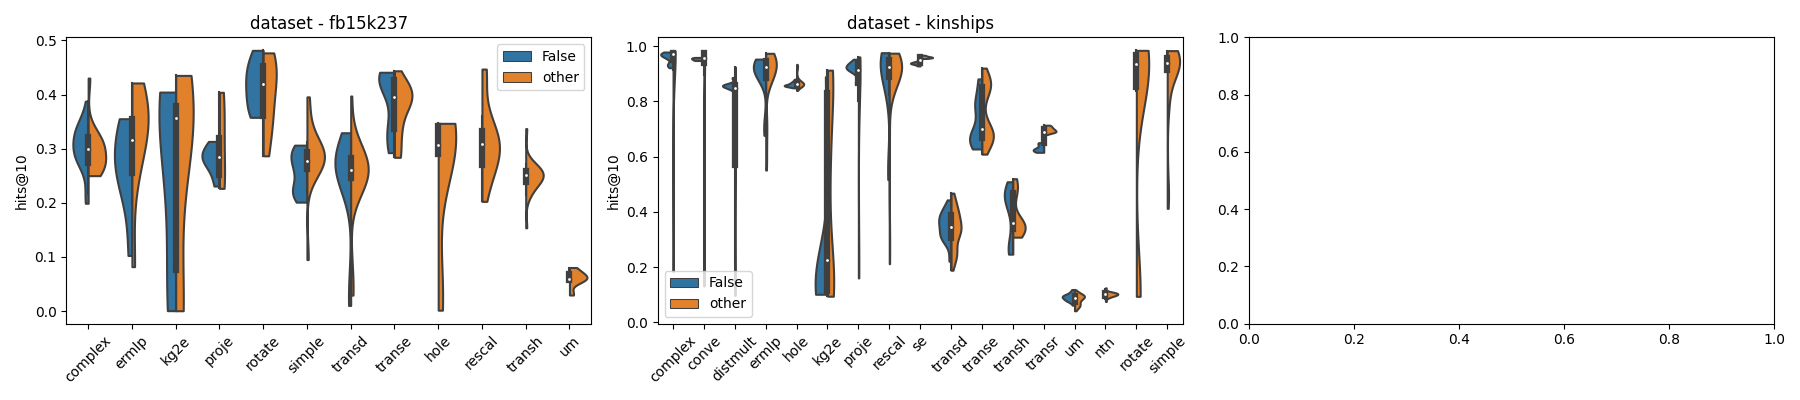 dataset - fb15k237
hits@10
0.5
0.4
0.3
0.2
0.1
0.0
False
other
complex
ermlp
kg2e
proje
rotate
simple
transd
transe
hole
rescal
transh
um
dataset - kinships
hits@10
1.0
0.8
0.6
0.4
0.2
0.0
False
other
complex
conve
distmult
ermlp
hole
kg2e
proje
rescal
se
transd
transe
transh
transr
um
ntn
rotate
simple
1.0
0.8
0.6
0.4
0.2
0.0
0.0 0.2 0.4 0.6 0.8 1.0